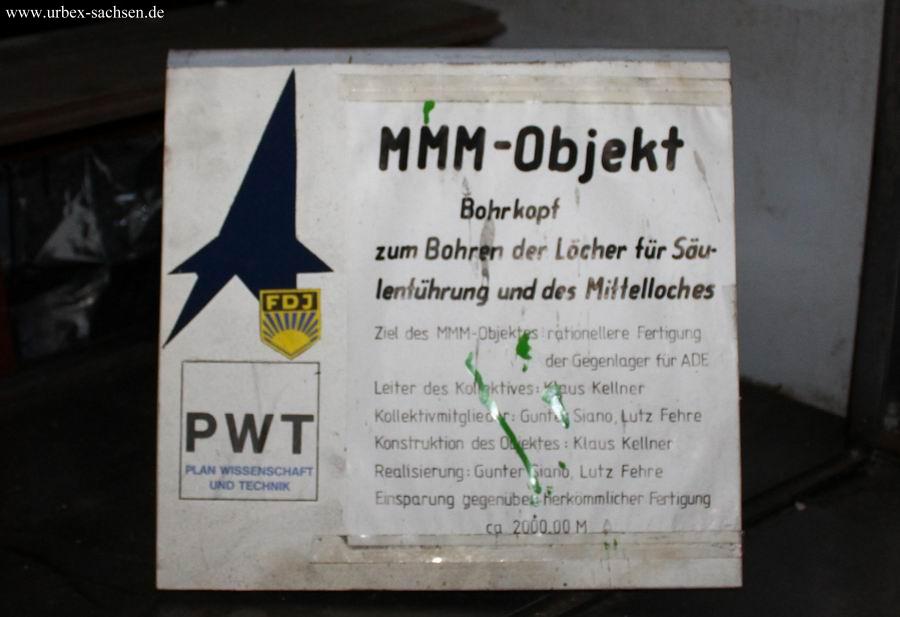 www.urbex-sachsen.de
MMM-Objekt
Bohrkopf
zum Bohren der Löcher für Säu-
lenführung und des Mittelloches
Ziel des MMM-Objektes: rationellere Fertigung
der Gegenlager für ADE
Leiter des Kollektives: Klaus Kellner
Kollektivmitglieder: Gunter Siano, Lutz Fehre
Konstruktion des Objektes: Klaus Kellner
Realisierung: Gunter Siano, Lutz Fehre
Einsparung gegenüber herkömmlicher Fertigung
ca 2000.00 M
FDJ
PWT
PLAN WISSENSCHAFT
UND TECHNIK